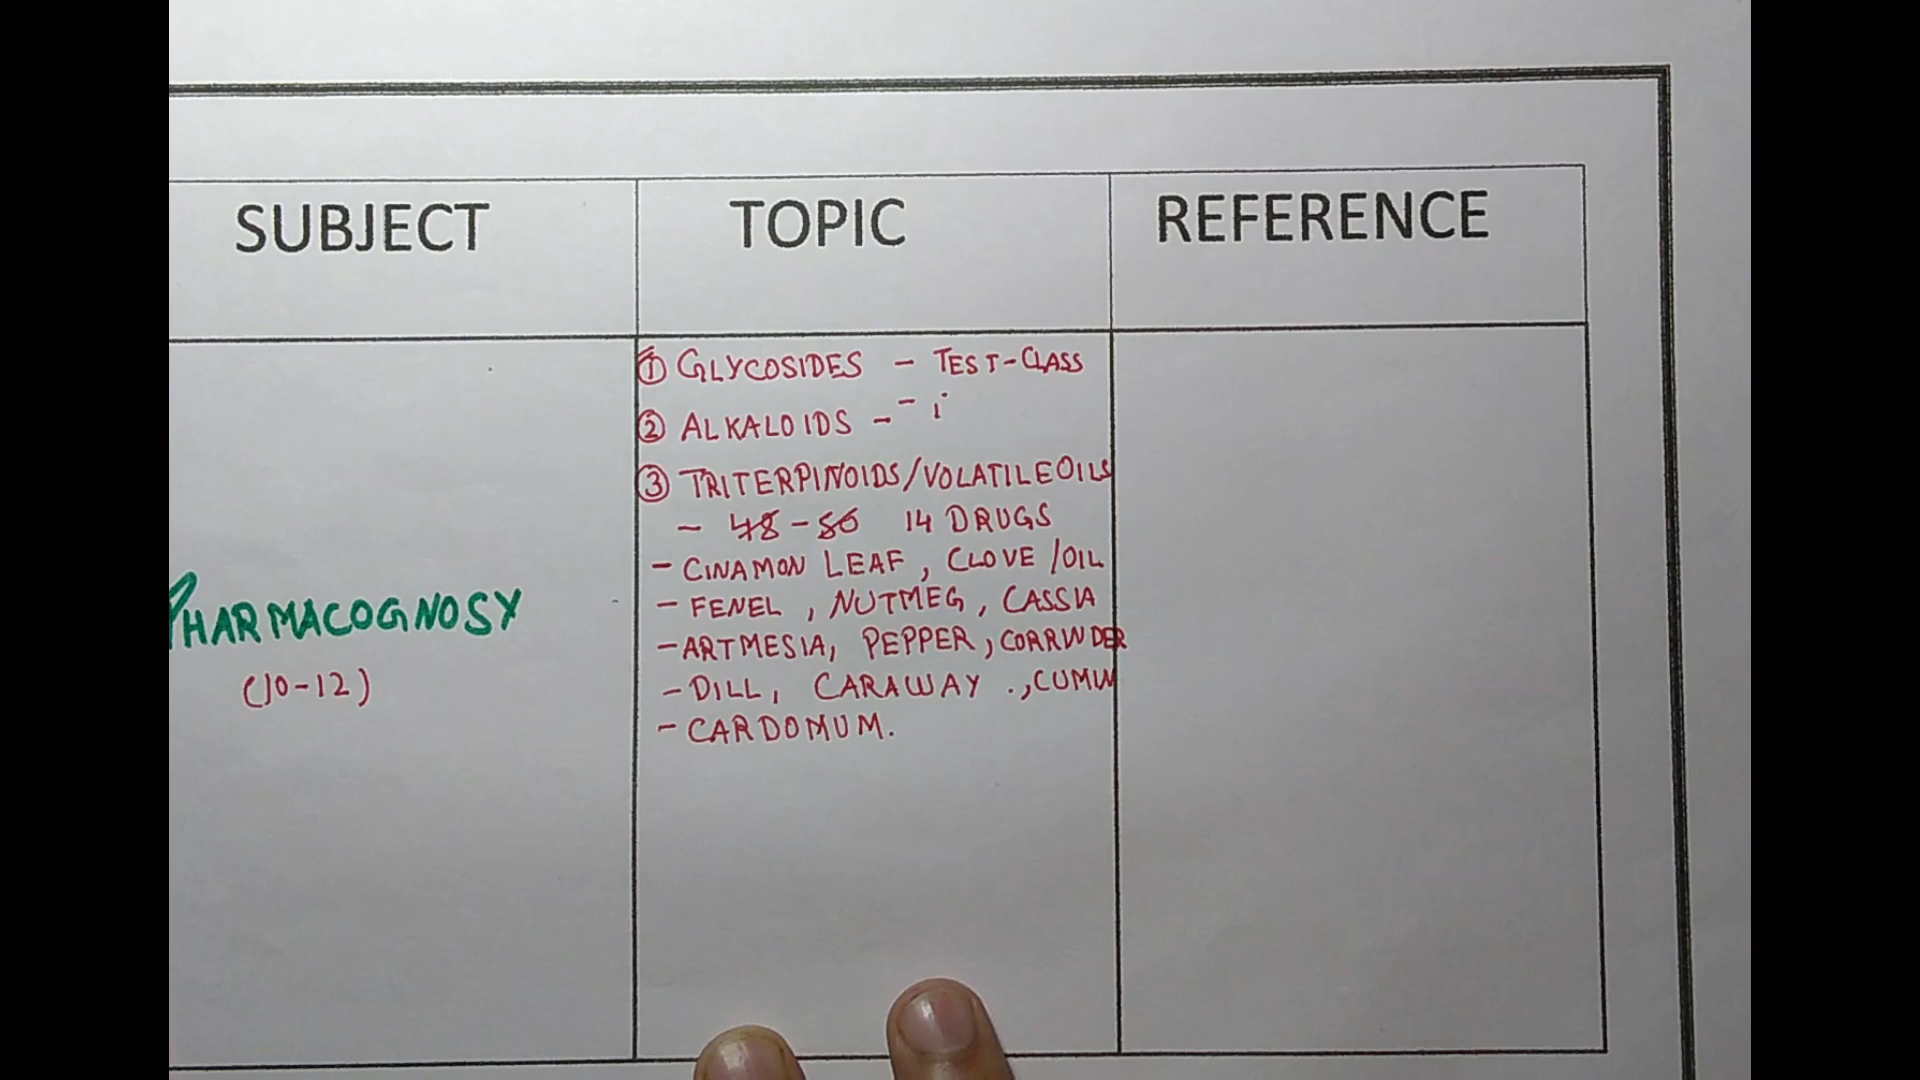 SUBJECT TOPIC REFERENCE
① GLYCOSIDES - TEST-CLASS
② ALKALOIDS -
③ TRITERPINOIDS/VOLATILE OILS
- 48-50 14 DRUGS
- CINAMON LEAF, CLOVE/OIL
- FENEL, NUTMEG, CASSIA
- ARTMESIA, PEPPER, CORRINDER
- DILL, CARAWAY ., CUMIN
- CARDOMUM.
PHARMACOGNOSY
(10-12)